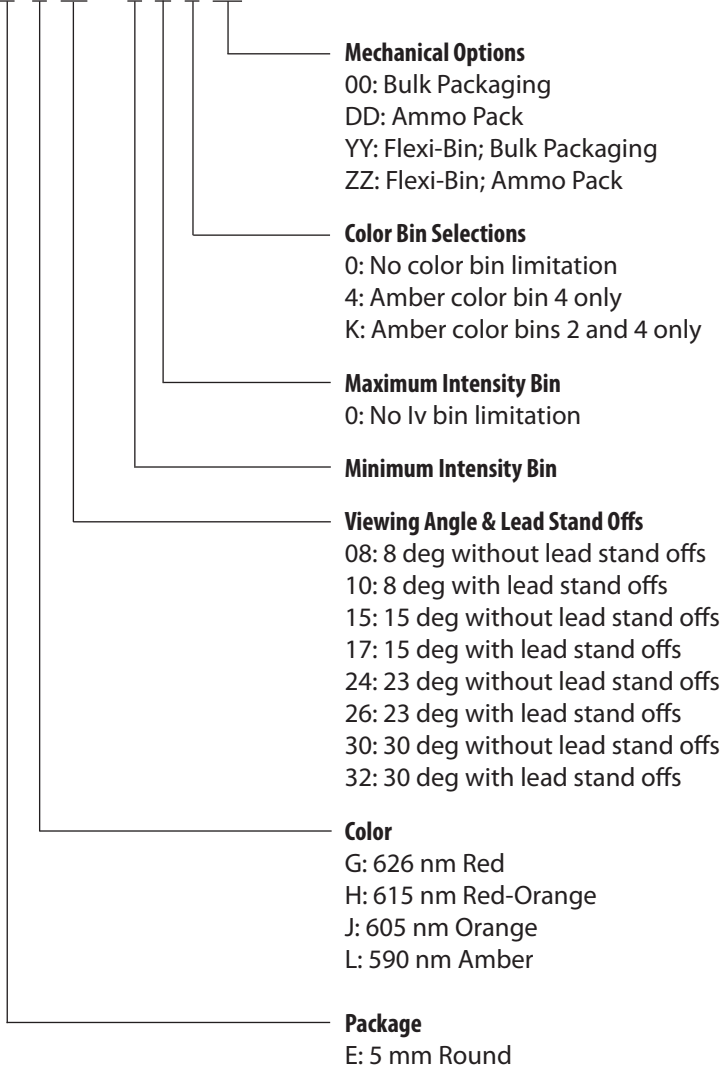 Mechanical Options
00: Bulk Packaging
DD: Ammo Pack
YY: Flexi-Bin; Bulk Packaging
ZZ: Flexi-Bin; Ammo Pack
Color Bin Selections
0: No color bin limitation
4: Amber color bin 4 only
K: Amber color bins 2 and 4 only
Maximum Intensity Bin
0: No Iv bin limitation
Minimum Intensity Bin
Viewing Angle & Lead Stand Offs
08: 8 deg without lead stand offs
10: 8 deg with lead stand offs
15: 15 deg without lead stand offs
17: 15 deg with lead stand offs
24: 23 deg without lead stand offs
26: 23 deg with lead stand offs
30: 30 deg without lead stand offs
32: 30 deg with lead stand offs
Color
G: 626 nm Red
H: 615 nm Red-Orange
J: 605 nm Orange
L: 590 nm Amber
Package
E: 5 mm Round